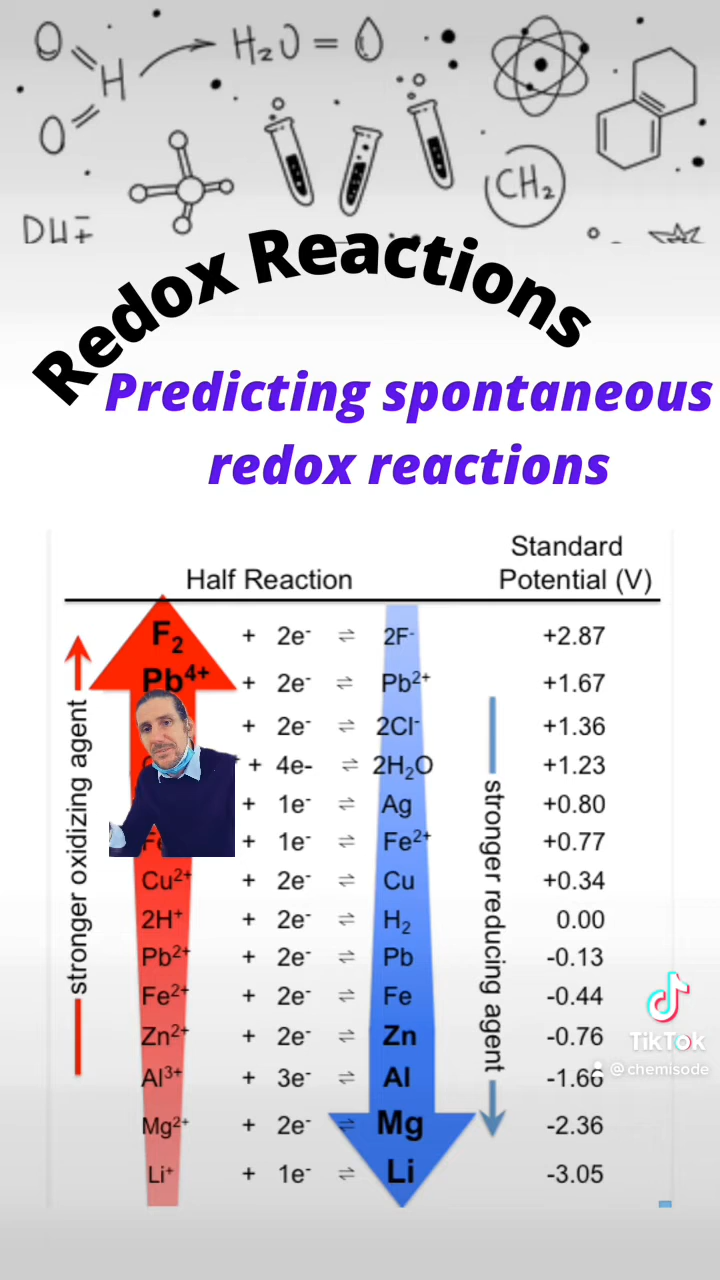 O H O
H₂O =
CH₂
Redox Reactions
Predicting spontaneous
redox reactions
Half Reaction Standard Potential (V)
F₂ + 2e⁻ ⇌ 2F⁻ +2.87
Pb⁴⁺ + 2e⁻ ⇌ Pb²⁺ +1.67
+ 2e⁻ ⇌ 2Cl⁻ +1.36
+ 4e- ⇌ 2H₂O +1.23
+ 1e⁻ ⇌ Ag +0.80
+ 1e⁻ ⇌ Fe²⁺ +0.77
Cu²⁺ + 2e⁻ ⇌ Cu +0.34
2H⁺ + 2e⁻ ⇌ H₂ 0.00
Pb²⁺ + 2e⁻ ⇌ Pb -0.13
Fe²⁺ + 2e⁻ ⇌ Fe -0.44
Zn²⁺ + 2e⁻ ⇌ Zn -0.76
Al³⁺ + 3e⁻ ⇌ Al -1.66
Mg²⁺ + 2e⁻ ⇌ Mg -2.36
Li⁺ + 1e⁻ ⇌ Li -3.05
stronger oxidizing agent
stronger reducing agent
TikTok
@chemisode